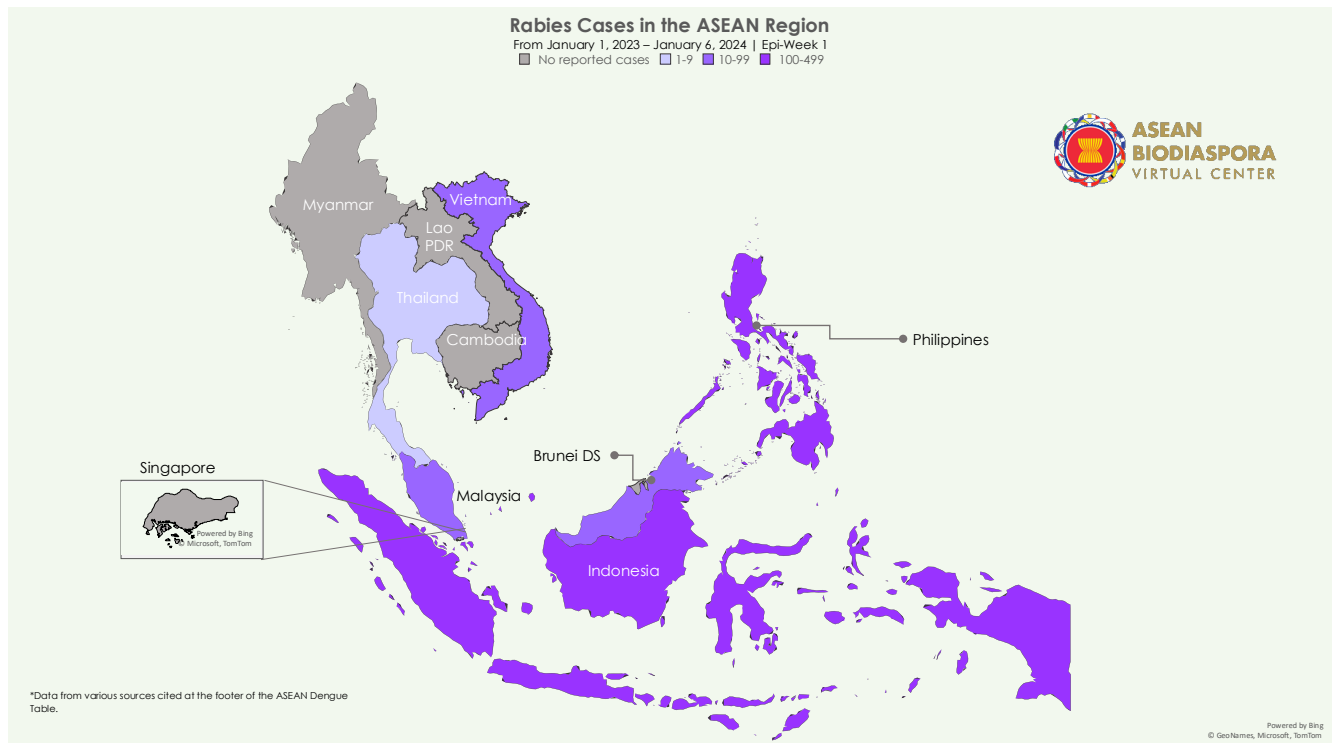 Rabies Cases in the ASEAN Region
From January 1, 2023 – January 6, 2024 | Epi-Week 1
No reported cases 1-9 10-99 100-499
ASEAN
BIODIASPORA
VIRTUAL CENTER
Myanmar
Vietnam
Lao
PDR
Thailand
Cambodia
Philippines
Brunei DS
Singapore
Malaysia
Powered by Bing
© Microsoft, TomTom
Indonesia
*Data from various sources cited at the footer of the ASEAN Dengue
Table.
Powered by Bing
© GeoNames, Microsoft, TomTom